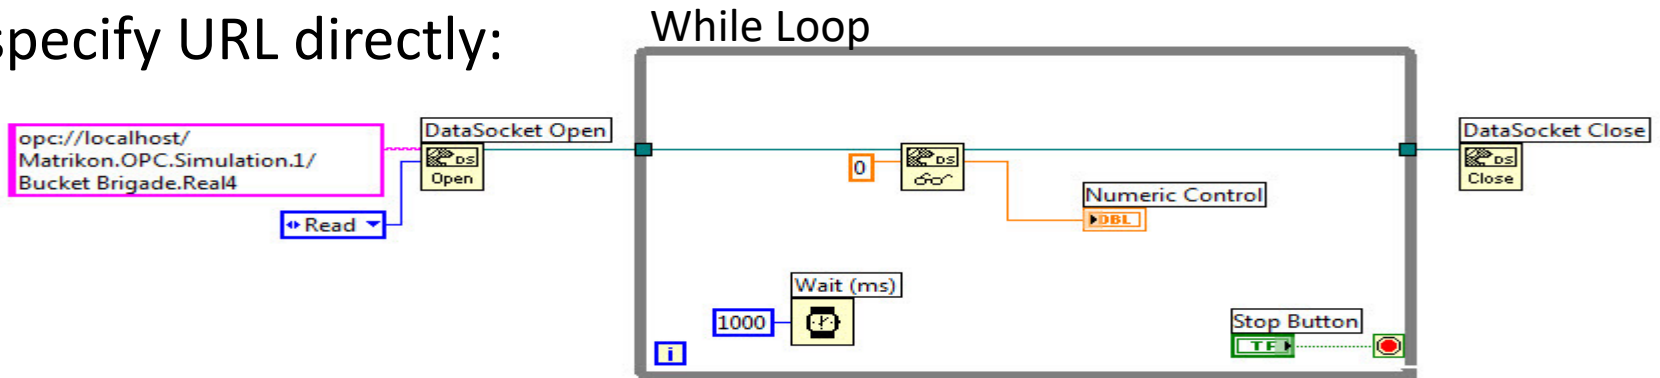 specify URL directly:
While Loop
opc://localhost/
Matrikon.OPC.Simulation.1/
Bucket Brigade.Real4
DataSocket Open
DS
Open
Read
0
DS
Numeric Control
DBL
DataSocket Close
DS
Close
Wait (ms)
1000
i
Stop Button
TF